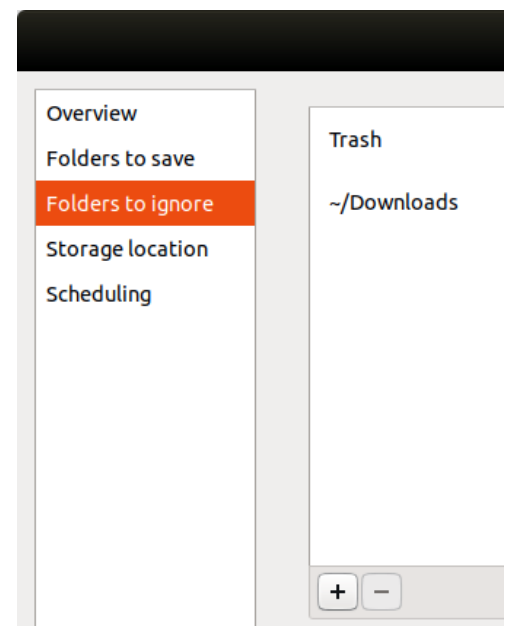 Overview
Folders to save
Folders to ignore
Storage location
Scheduling
Trash
~/Downloads
+ −